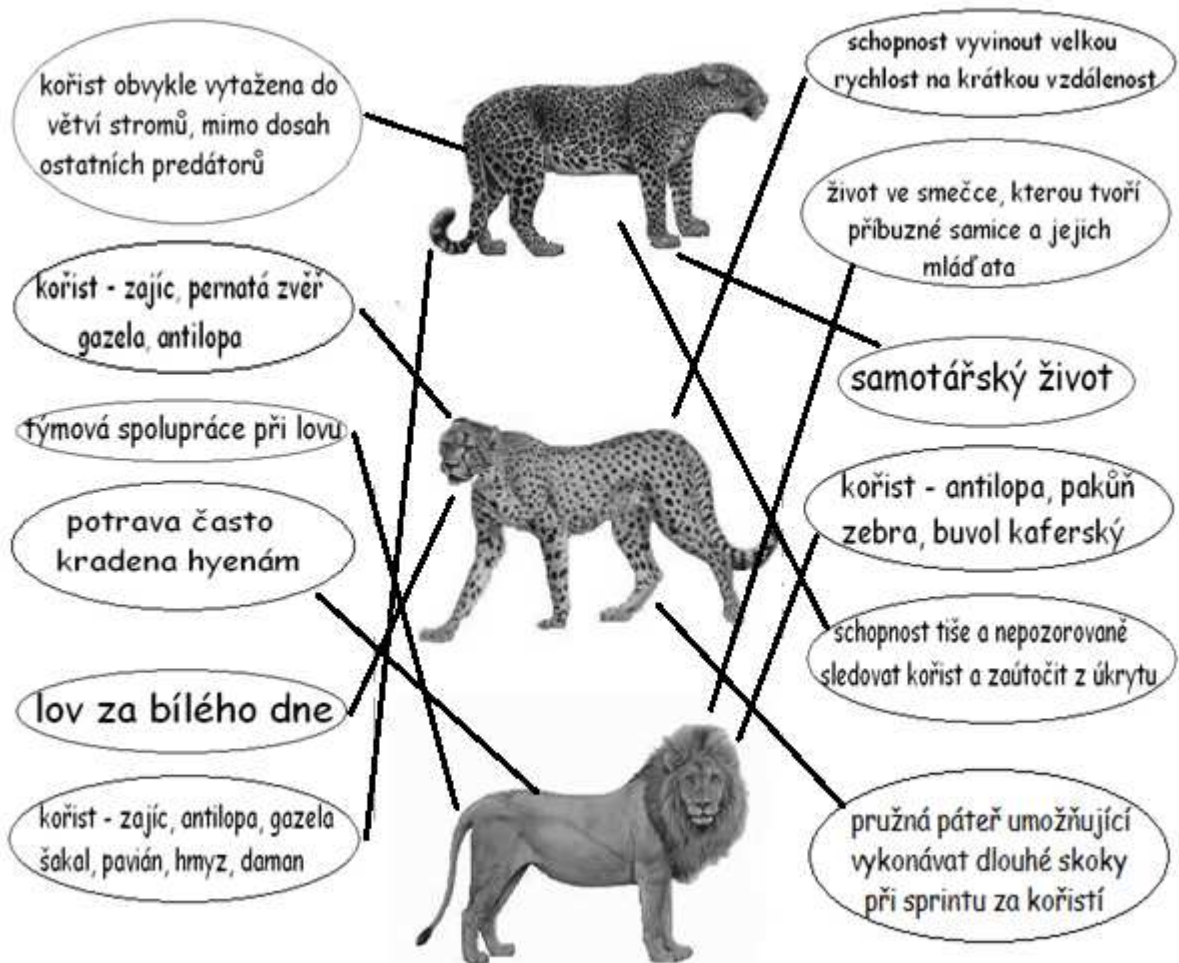 kořist obvykle vytažena do
větví stromů, mimo dosah
ostatních predátorů
kořist - zajíc, pernatá zvěř
gazela, antilopa
týmová spolupráce při lovu
potrava často
kradena hyenám
lov za bílého dne
kořist - zajíc, antilopa, gazela
šakal, pavián, hmyz, daman
schopnost vyvinout velkou
rychlost na krátkou vzdálenost
život ve smečce, kterou tvoří
příbuzné samice a jejich
mláďata
samotářský život
kořist - antilopa, pakůň
zebra, buvol kaferský
schopnost tiše a nepozorovaně
sledovat kořist a zaútočit z úkrytu
pružná páteř umožňující
vykonávat dlouhé skoky
při sprintu za kořistí